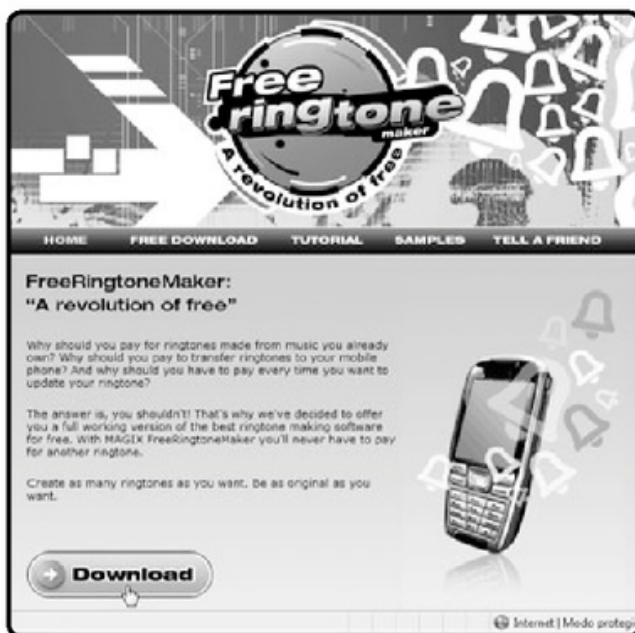 Free
ringtone
maker
A revolution of free
HOME FREE DOWNLOAD TUTORIAL SAMPLES TELL A FRIEND
FreeRingtoneMaker:
“A revolution of free”
Why should you pay for ringtones made from music you already
own? Why should you pay to transfer ringtones to your mobile
phone? And why should you have to pay every time you want to
update your ringtone?
The answer is, you shouldn't! That's why we've decided to offer
you a full working version of the best ringtone making software
for free. With MAGIX FreeRingtoneMaker you'll never have to pay
for another ringtone.
Create as many ringtones as you want. Be as original as you
want.
Download
Internet | Modo proteg